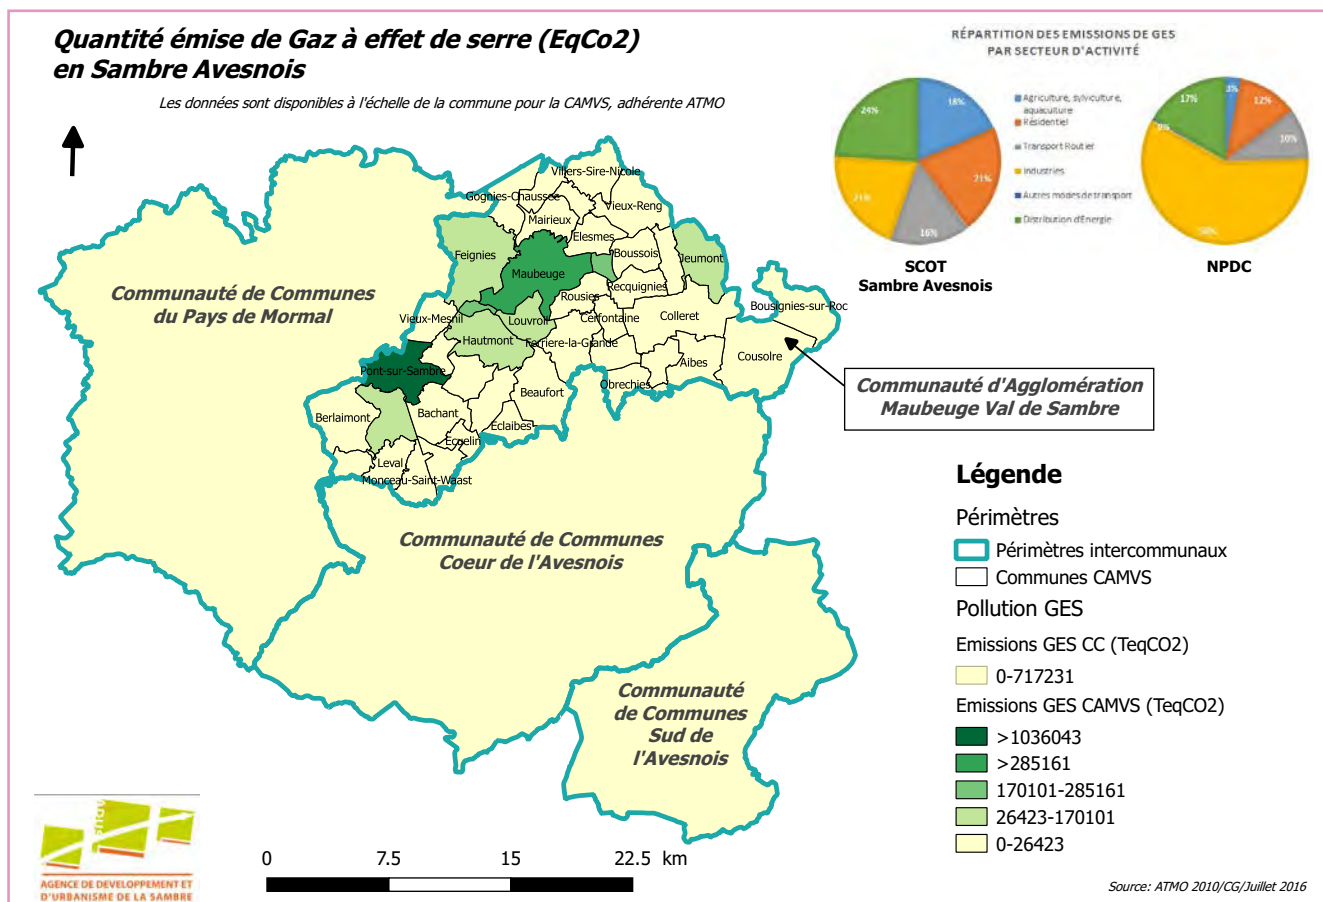 Quantité émise de Gaz à effet de serre (EqCo2)
en Sambre Avesnois
Les données sont disponibles à l'échelle de la commune pour la CAMVS, adhérente ATMO
RÉPARTITION DES EMISSIONS DE GES
PAR SECTEUR D'ACTIVITÉ
24%
18%
21%
16%
21%
Agriculture, sylviculture,
aquaculture
Résidentiel
Transport Routier
Industries
Autres modes de transport
Distribution d'Énergie
17%
3%
12%
10%
0%
58%
SCOT
Sambre Avesnois
NPDC
Communauté de Communes
du Pays de Mormal
Villers-Sire-Nicole
Gognies-Chaussée
Vieux-Reng
Mairieux
Elesmes
Feignies
Boussois
Jeumont
Maubeuge
Recquignies
Rousies
Bousignies-sur-Roc
Vieux-Mesnil
Louvroil
Cerfontaine
Colleret
Hautmont
Ferriere-la-Grande
Cousolre
Aibes
Pont-sur-Sambre
Obrechies
Beaufort
Berlaimont
Bachant
Eclaibes
Ecuelin
Leval
Monceau-Saint-Waast
Communauté d'Agglomération
Maubeuge Val de Sambre
Communauté de Communes
Coeur de l'Avesnois
Communauté
de Communes
Sud de
l'Avesnois
Légende
Périmètres
Périmètres intercommunaux
Communes CAMVS
Pollution GES
Emissions GES CC (TeqCO2)
0-717231
Emissions GES CAMVS (TeqCO2)
>1036043
>285161
170101-285161
26423-170101
0-26423
AGENCE DE DEVELOPPEMENT ET
D'URBANISME DE LA SAMBRE
0 7.5 15 22.5 km
Source: ATMO 2010/CG/Juillet 2016